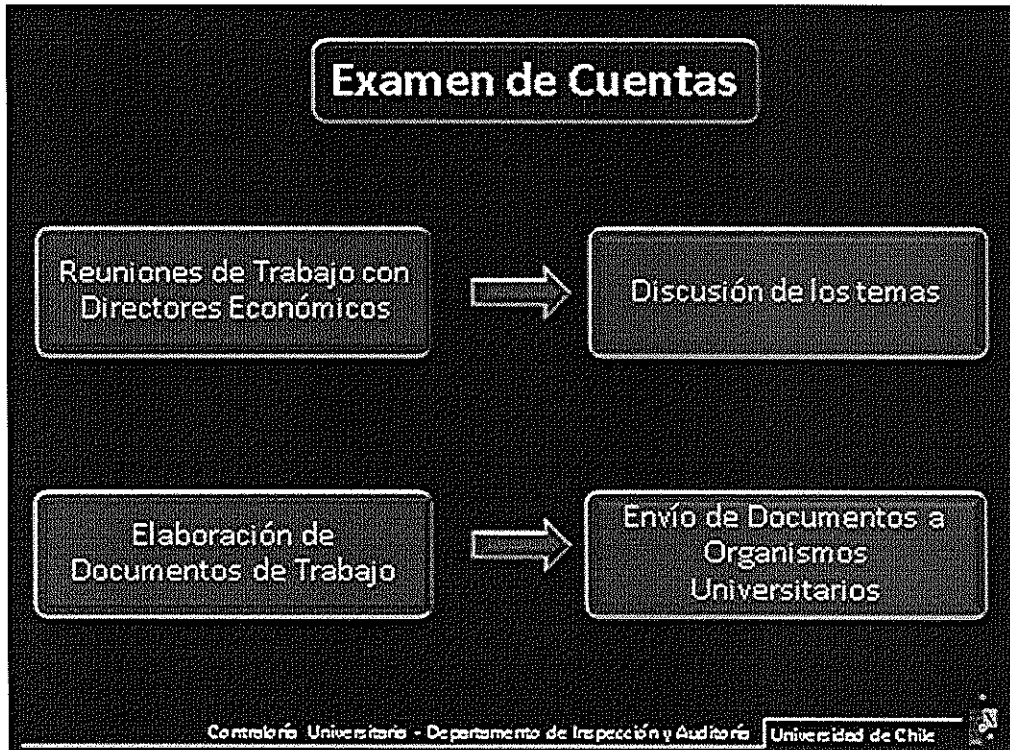 Examen de Cuentas
Reuniones de Trabajo con
Directores Económicos
Discusión de los temas
Elaboración de
Documentos de Trabajo
Envío de Documentos a
Organismos
Universitarios
Contraloría Universitaria - Departamento de Inspección y Auditoría
Universidad de Chile